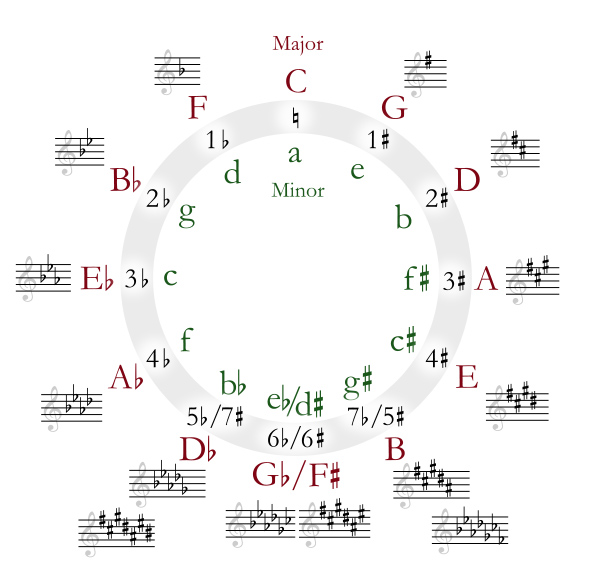 Major
C
F
G
♮
1♭
1♯
a
d
e
Minor
B♭
D
2♭
2♯
g
b
E♭
3♭
c
f♯
3♯
A
f
c♯
4♭
4♯
A♭
E
b♭
g♯
e♭/d♯
5♭/7♯
7♭/5♯
6♭/6♯
D♭
B
G♭/F♯